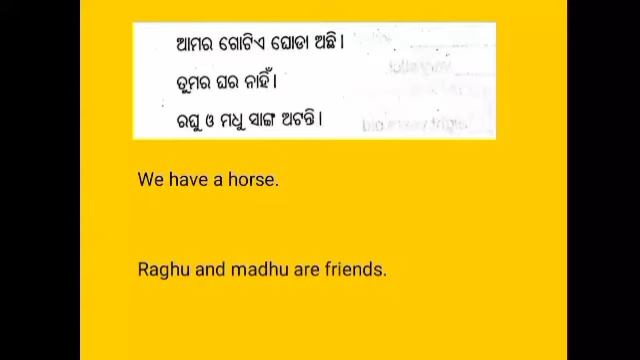 ଆମର ଗୋଟିଏ ଘୋଡା ଅଛି।
ତୁମର ଘର ନାହିଁ।
ରଘୁ ଓ ମଧୁ ସାଙ୍ଗ ଅଟନ୍ତି।
We have a horse.
Raghu and madhu are friends.